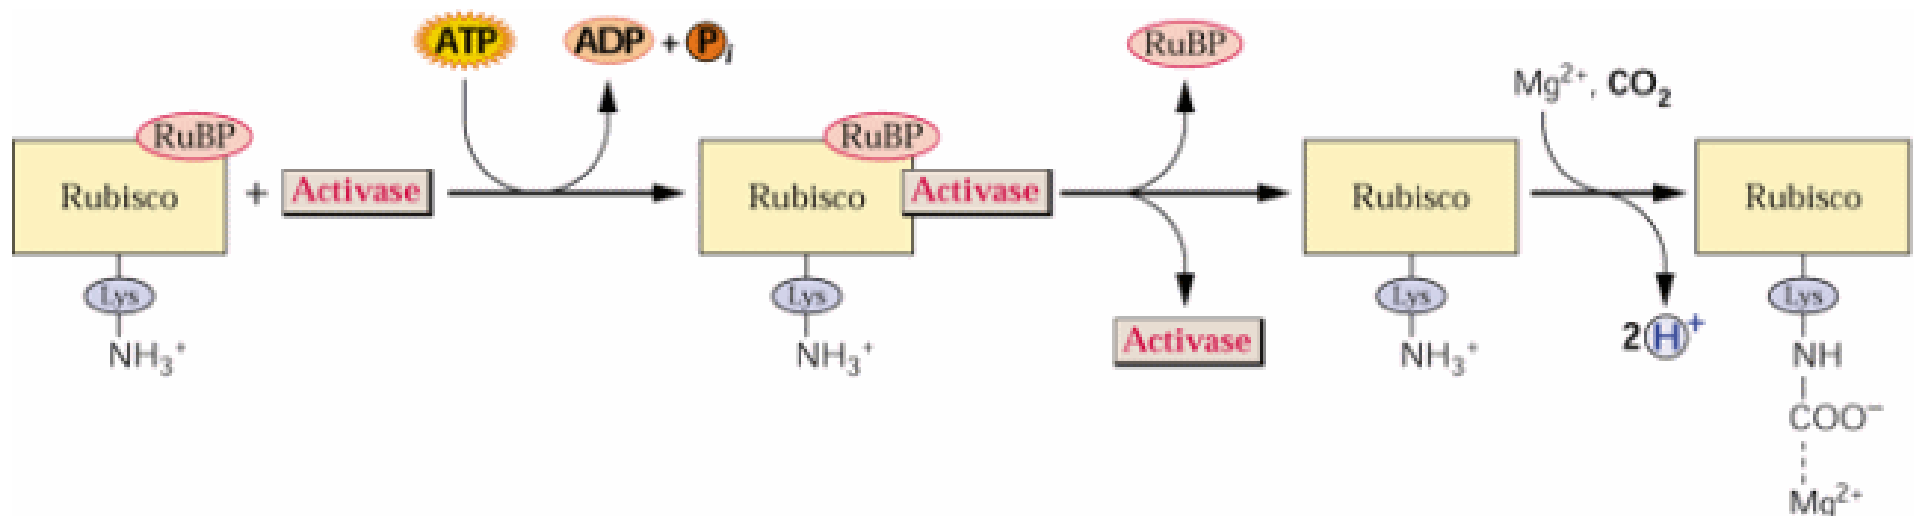 ATP
ADP + Pi
RuBP
Mg²⁺, CO₂
RuBP
Rubisco
+
Activase
Lys
NH₃⁺
RuBP
Rubisco
Activase
Lys
NH₃⁺
Activase
Rubisco
Lys
NH₃⁺
2H⁺
Rubisco
Lys
NH
COO⁻
Mg²⁺